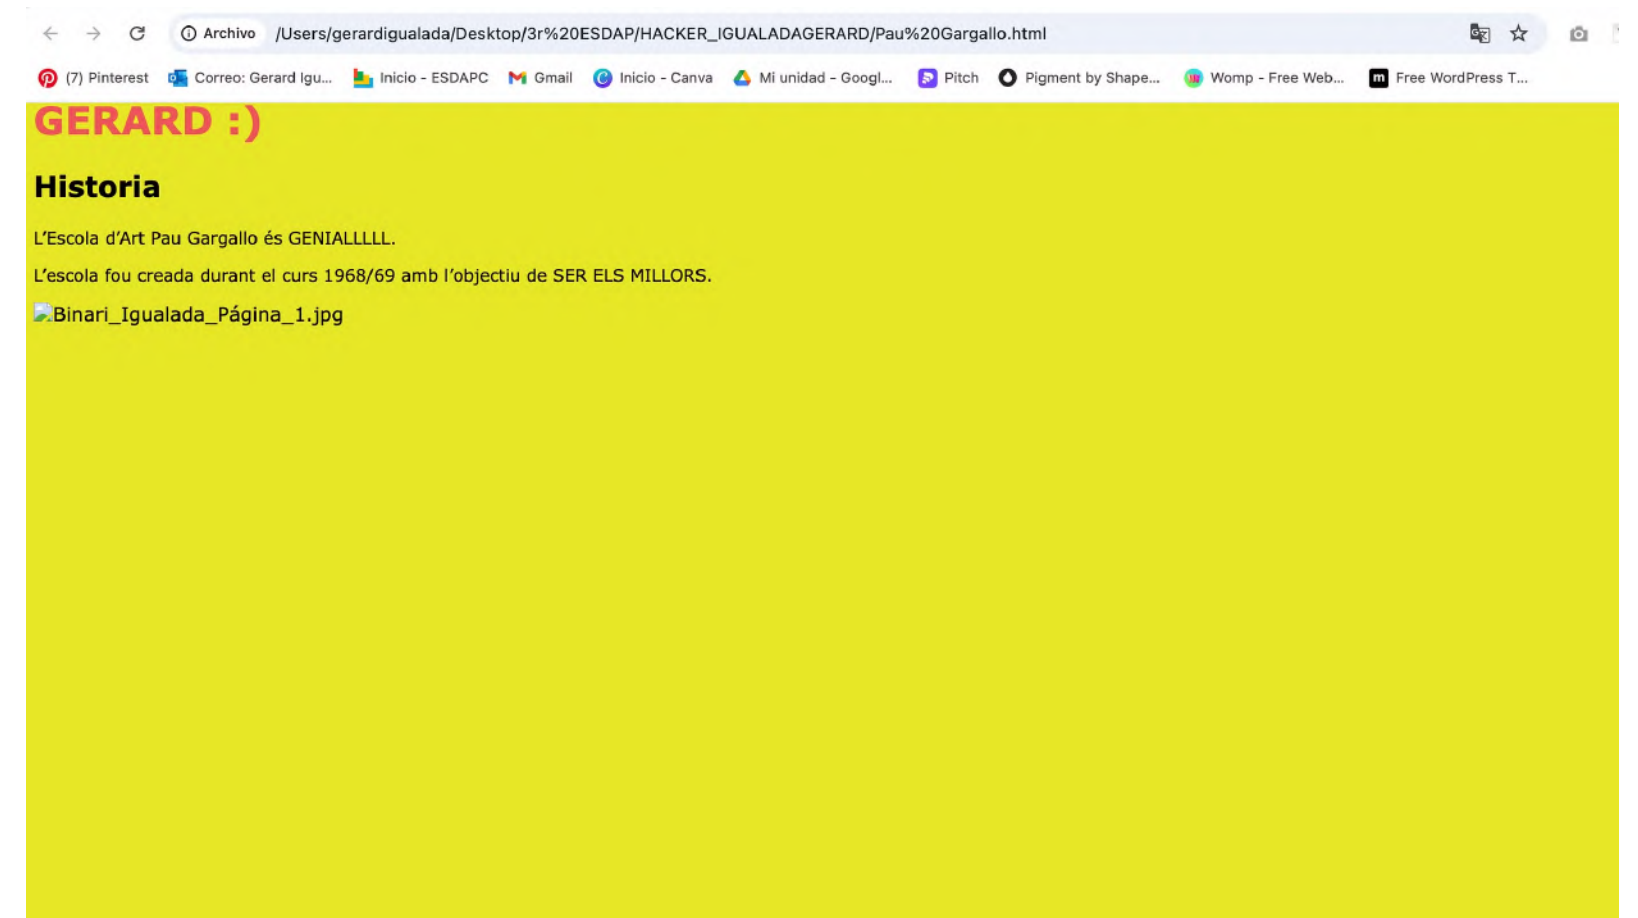 Archivo /Users/gerardigualada/Desktop/3r%20ESDAP/HACKER_IGUALADAGERARD/Pau%20Gargallo.html
(7) Pinterest Correo: Gerard Igu... Inicio - ESDAPC Gmail Inicio - Canva Mi unidad - Googl... Pitch Pigment by Shape... Womp - Free Web... Free WordPress T...
GERARD :)
Historia
L'Escola d'Art Pau Gargallo és GENIALLLLL.
L'escola fou creada durant el curs 1968/69 amb l'objectiu de SER ELS MILLORS.
Binari_Igualada_Página_1.jpg